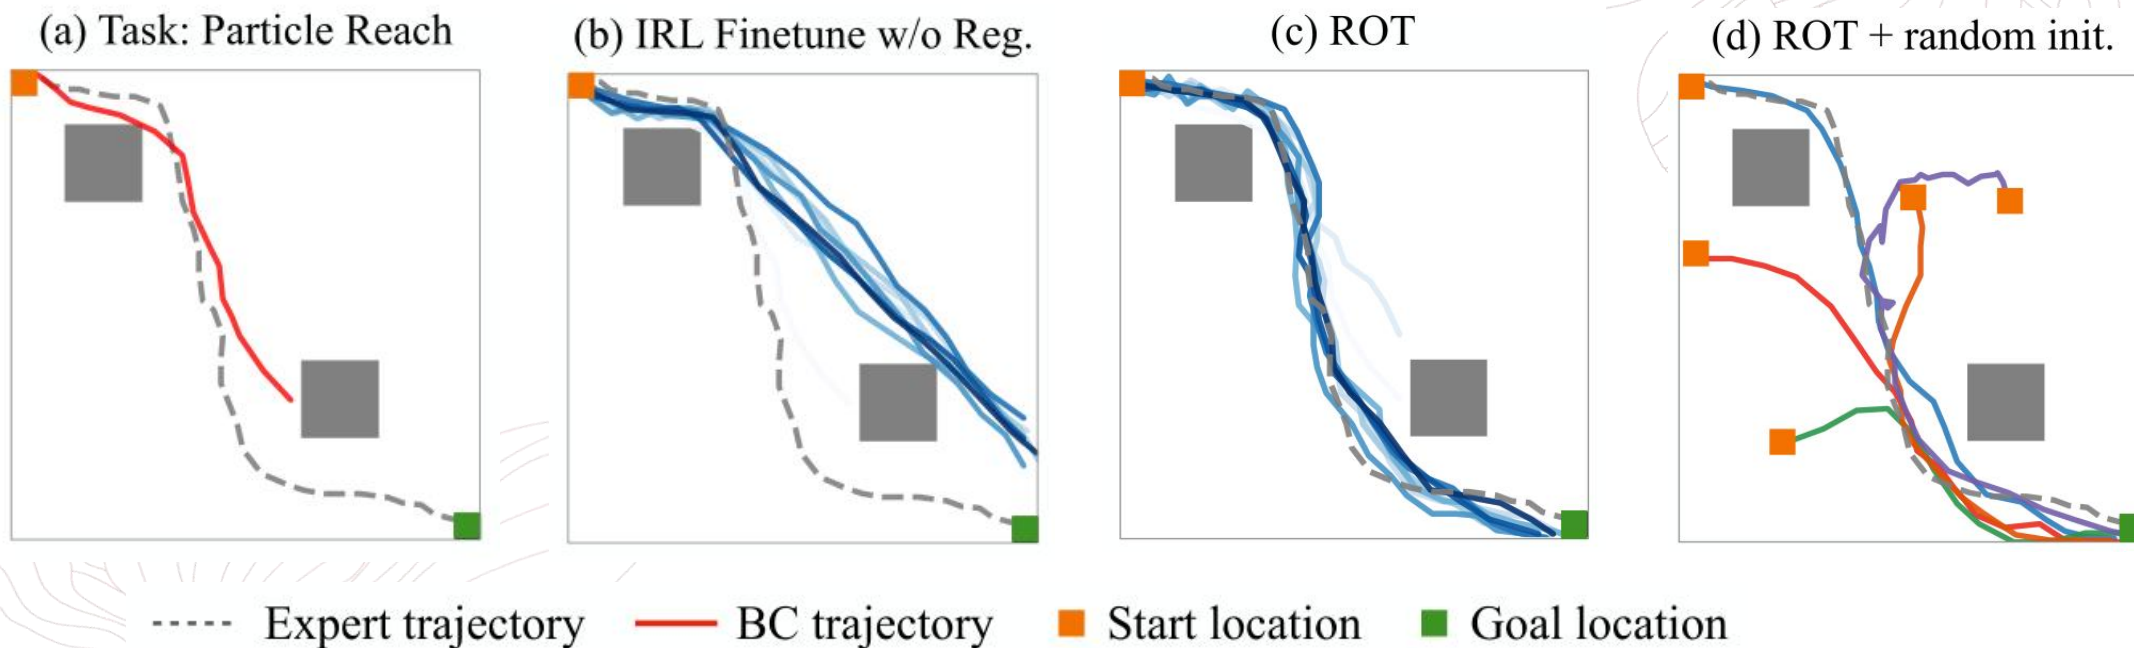 (a) Task: Particle Reach
(b) IRL Finetune w/o Reg.
(c) ROT
(d) ROT + random init.
Expert trajectory
BC trajectory
Start location
Goal location